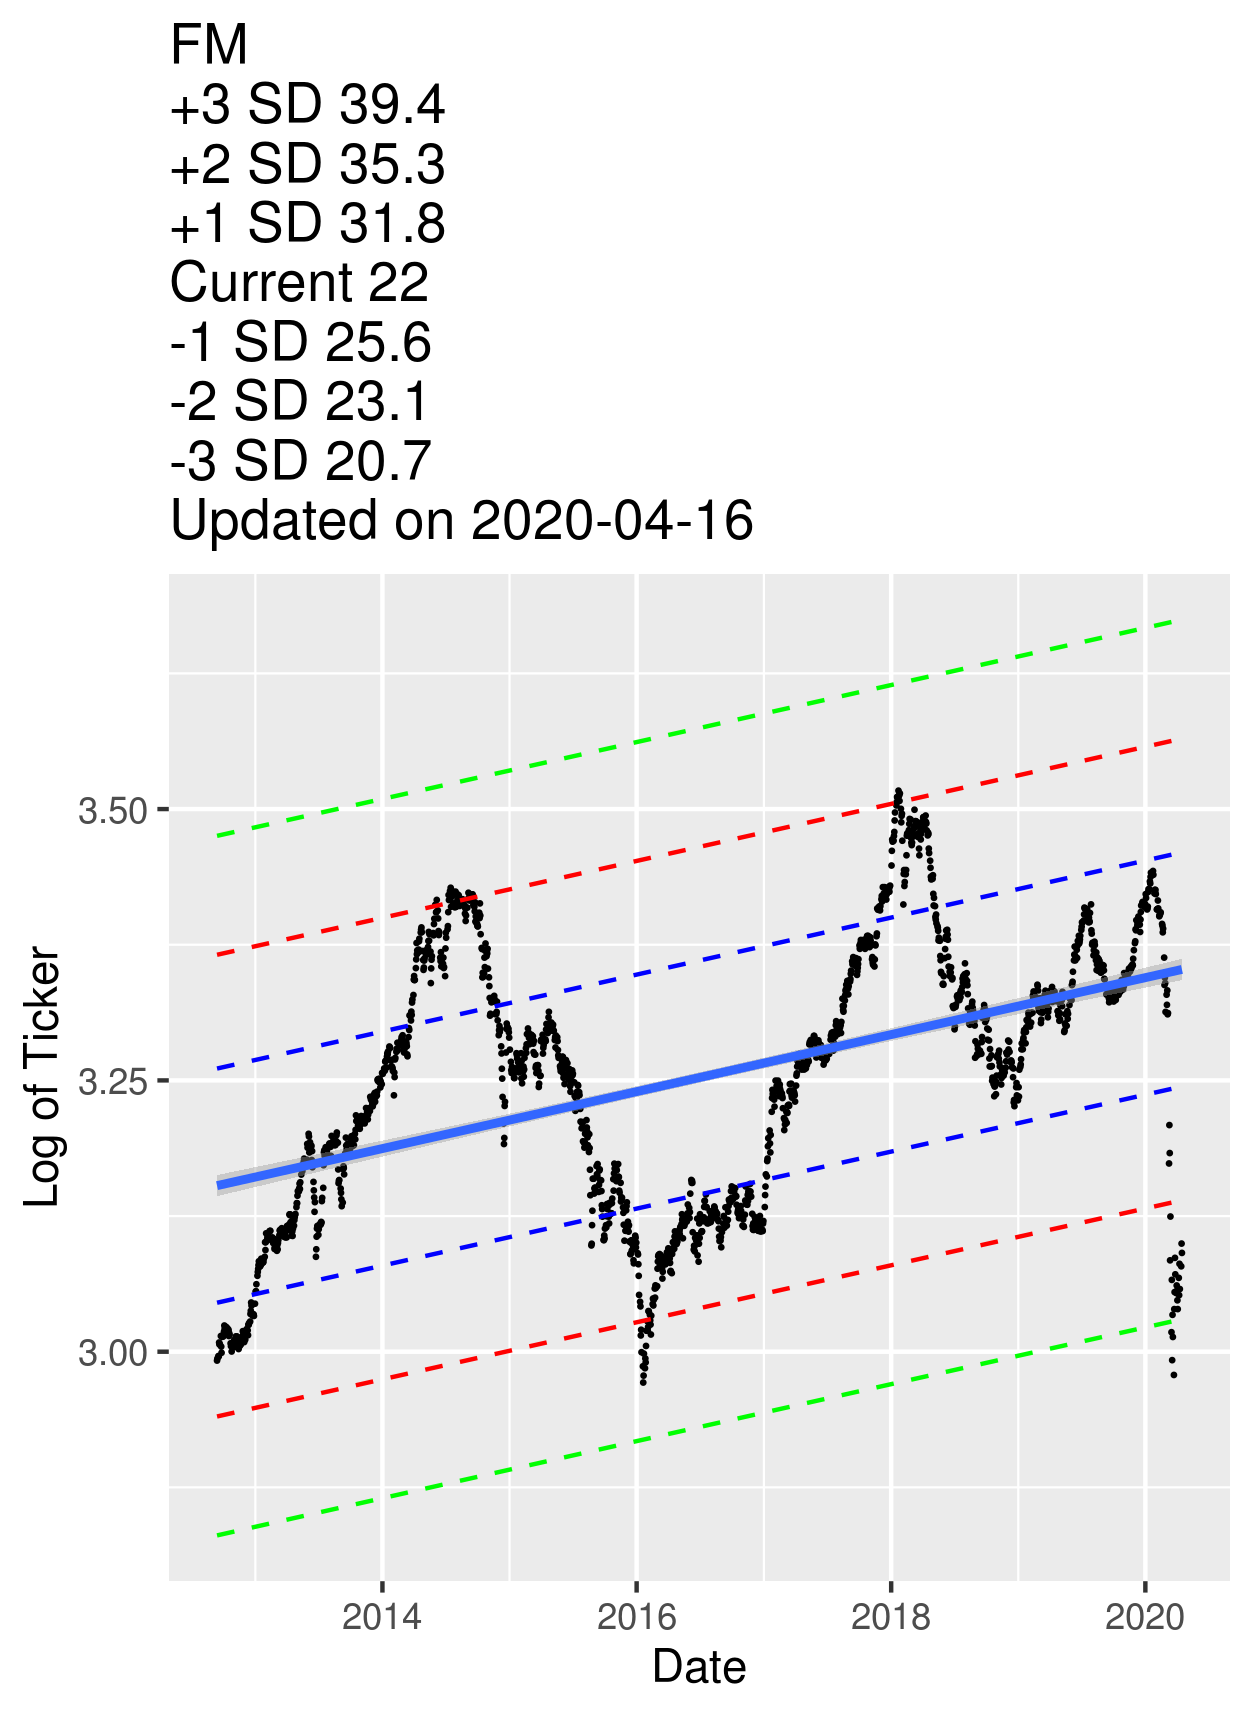 FM
+3 SD 39.4
+2 SD 35.3
+1 SD 31.8
Current 22
-1 SD 25.6
-2 SD 23.1
-3 SD 20.7
Updated on 2020-04-16
3.50
3.25
3.00
Log of Ticker
2014 2016 2018 2020
Date